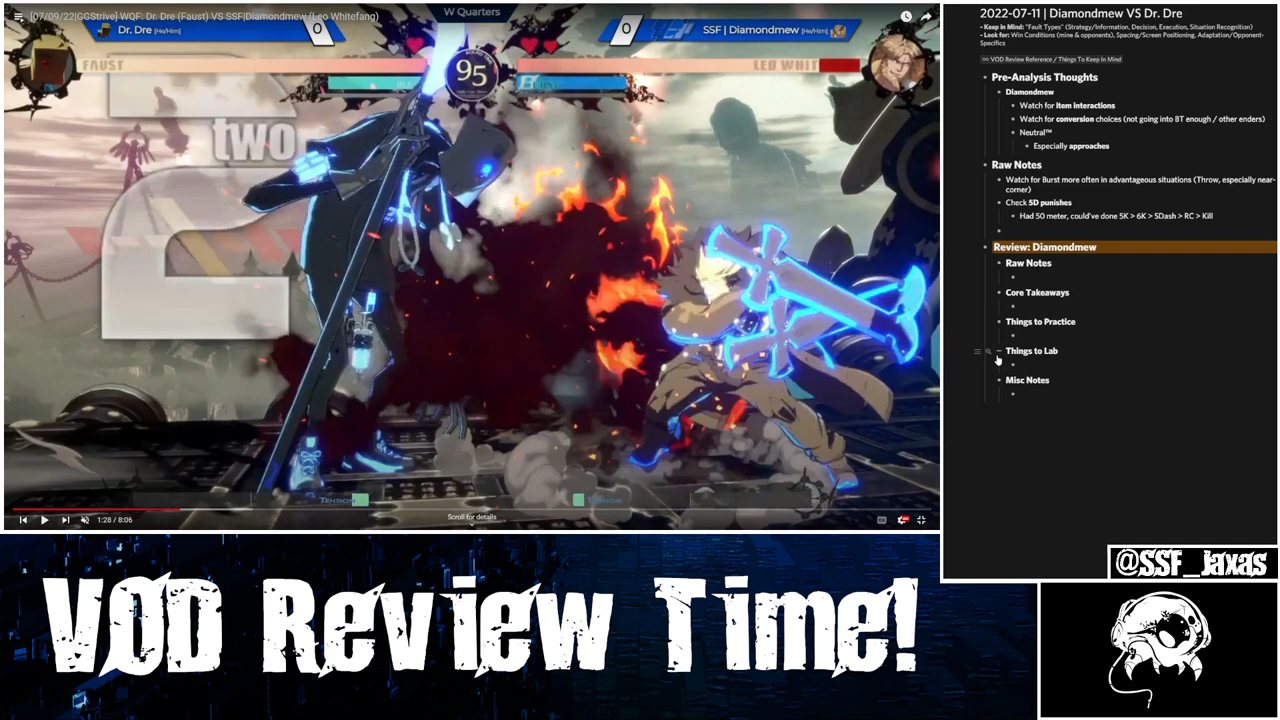 [07/09/22|GGStrive] WQF: Dr. Dre (Faust) VS SSF|Diamondmew (Leo Whitefang)
W Quarters
Dr. Dre [He/Him]
0
0
SSF | Diamondmew [He/Him]
FAUST
95
LEO WHIT
two
2
TENSION
1:28 / 8:06
Scroll for details
2022-07-11 | Diamondmew VS Dr. Dre
- Keep in Mind: "Fault Types" (Strategy/Information, Decision, Execution, Situation Recognition)
- Look for: Win Conditions (mine & opponents), Spacing/Screen Positioning, Adaptation/Opponent-
Specifics
VOD Review Reference / Things To Keep In Mind
Pre-Analysis Thoughts
Diamondmew
Watch for item interactions
Watch for conversion choices (not going into BT enough / other enders)
Neutral™
Especially approaches
Raw Notes
Watch for Burst more often in advantageous situations (Throw, especially near-
corner)
Check 5D punishes
Had 50 meter, could've done 5K > 6K > SDash > RC > Kill
Review: Diamondmew
Raw Notes
Core Takeaways
Things to Practice
Things to Lab
Misc Notes
@SSF_Jaxas
VOD Review Time!